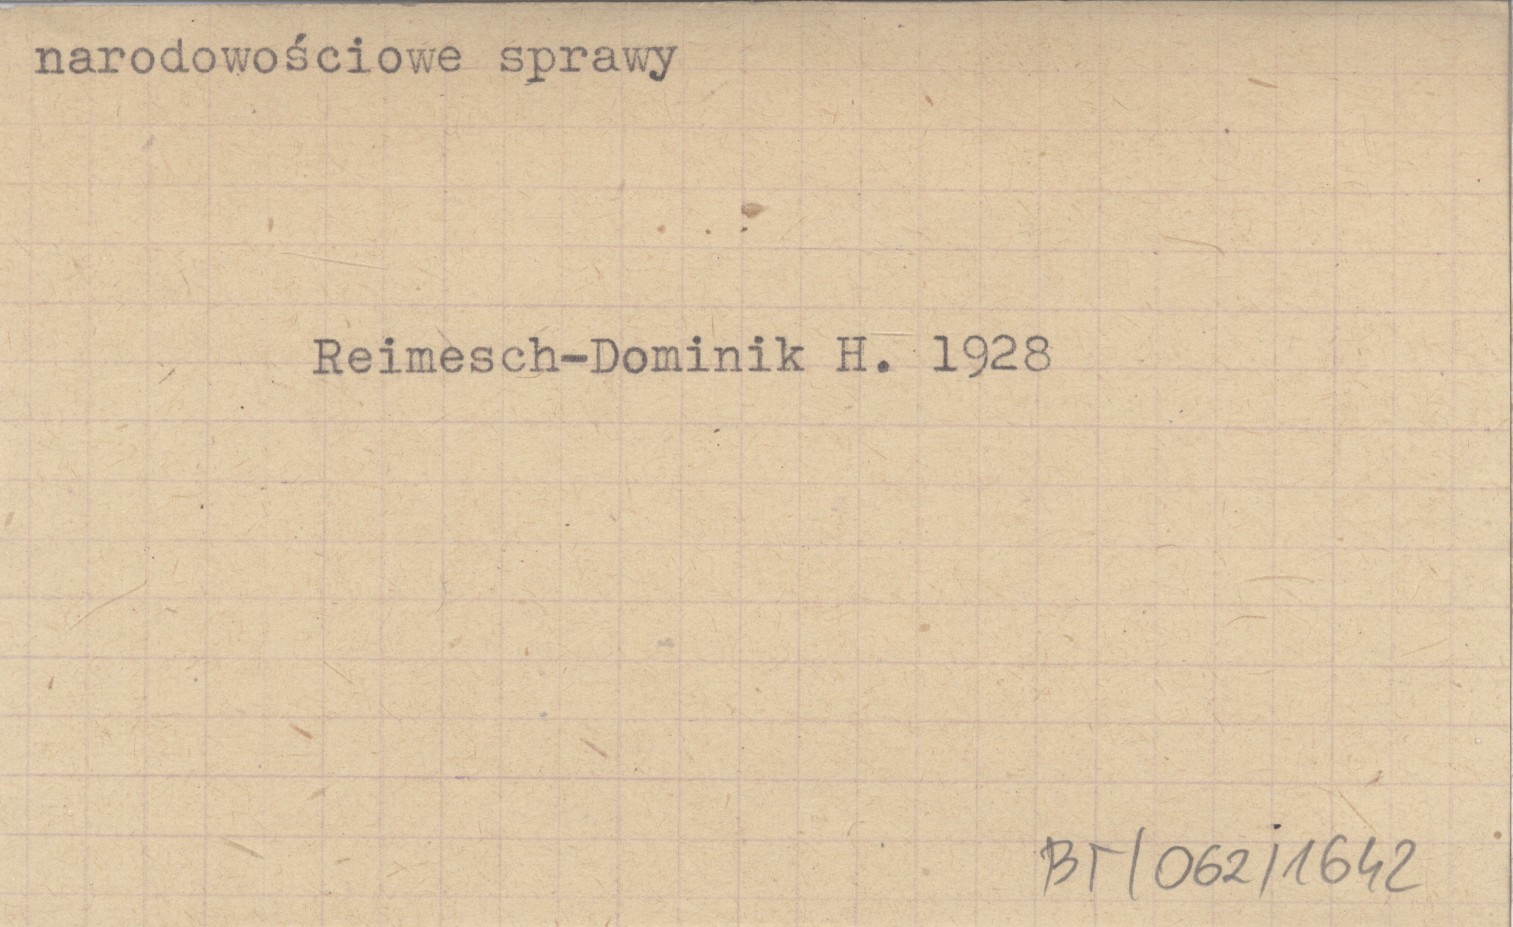 narodowościowe sprawy
Reimesch-Dominik H. 1928
BT/062/1642